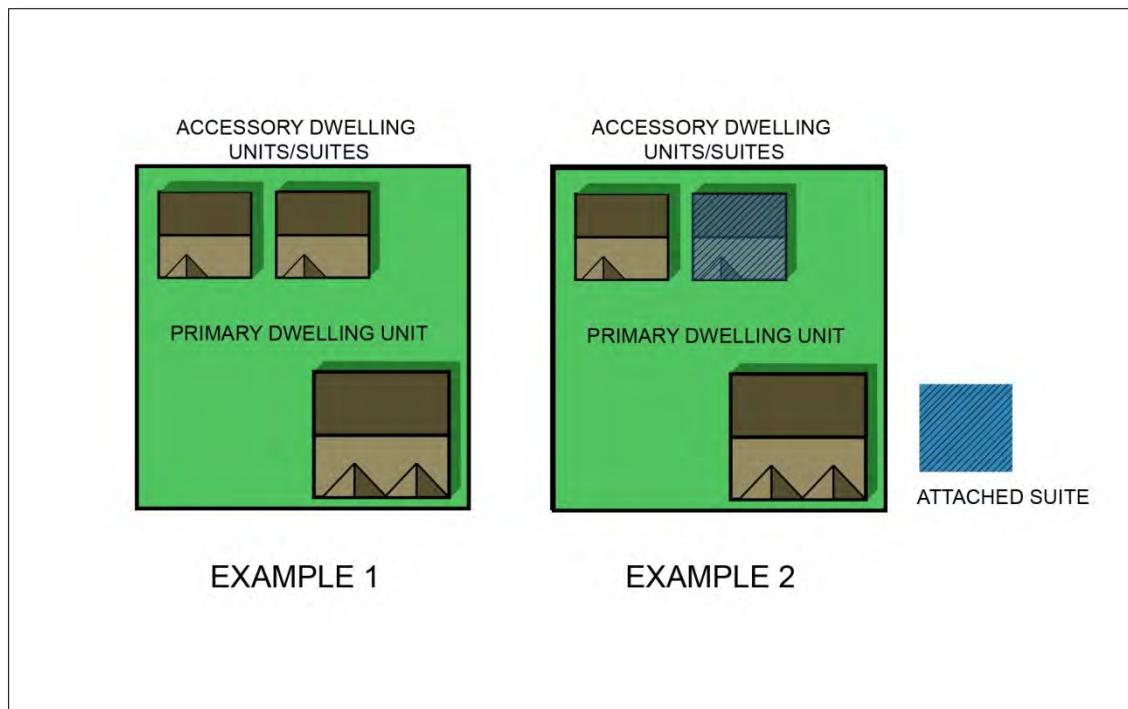 ACCESSORY DWELLING
UNITS/SUITES
PRIMARY DWELLING UNIT
EXAMPLE 1
ACCESSORY DWELLING
UNITS/SUITES
PRIMARY DWELLING UNIT
EXAMPLE 2
ATTACHED SUITE